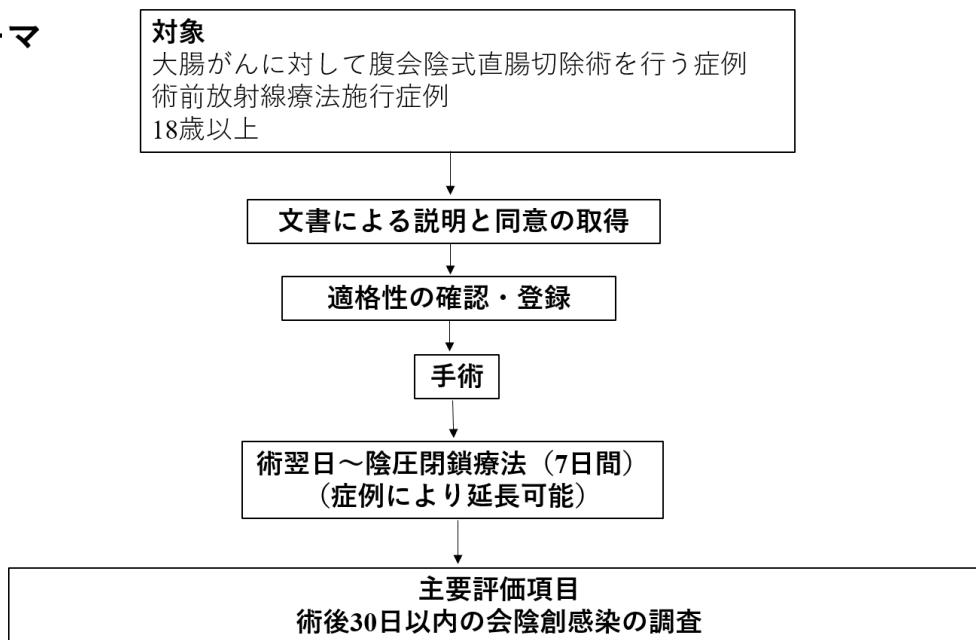 マ
対象
大腸がんに対して腹会陰式直腸切除術を行う症例
術前放射線療法施行症例
18歳以上
文書による説明と同意の取得
適格性の確認・登録
手術
術翌日～陰圧閉鎖療法（7日間）
（症例により延長可能）
主要評価項目
術後30日以内の会陰創感染の調査